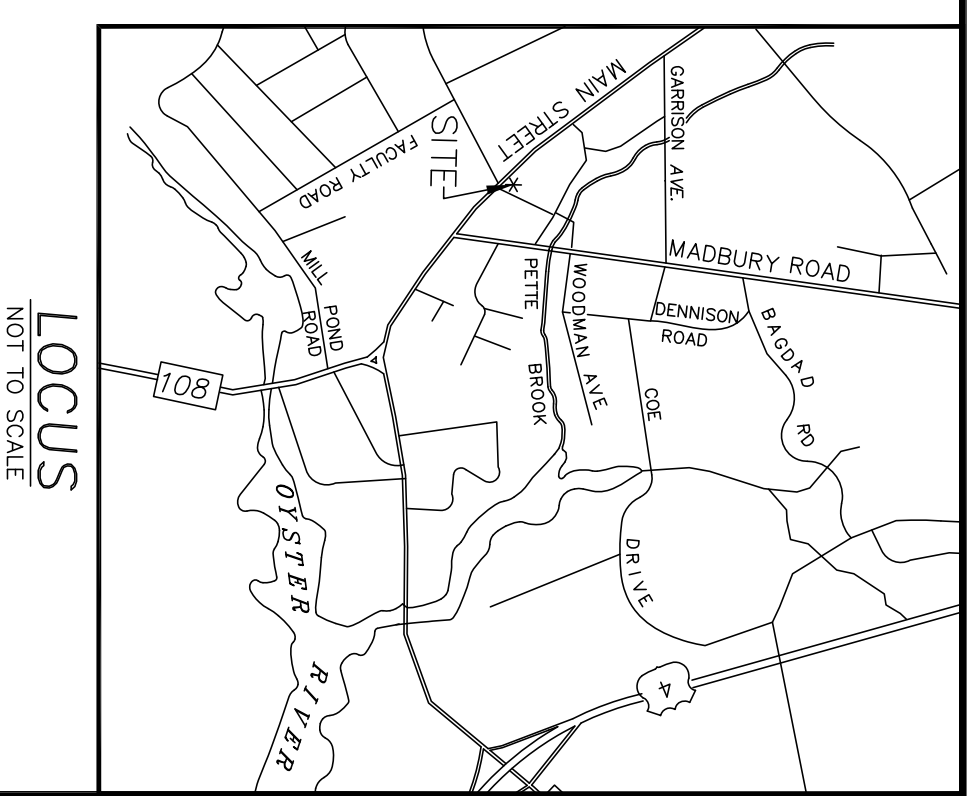 GARRISON AVE.
MAIN STREET
SITE
FACULTY ROAD
MADBURY ROAD
MILL POND
ROAD
PETTE BROOK
WOODMAN AVE
DENNISON
ROAD
BAGDAD RD
COE DRIVE
108
OYSTER RIVER
4
LOCUS
NOT TO SCALE